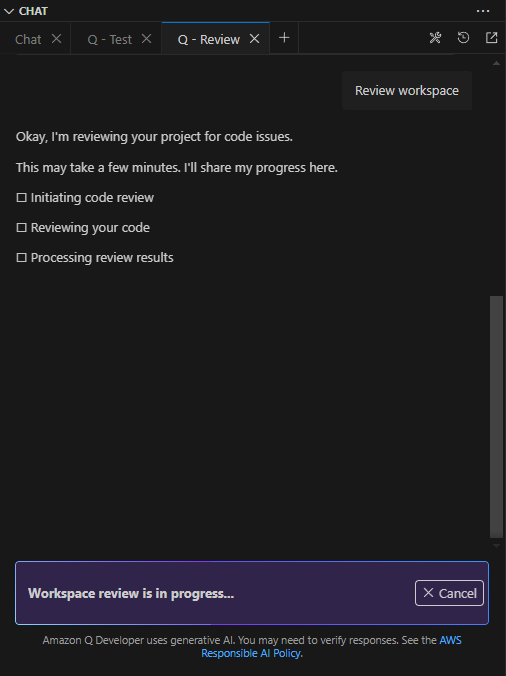 CHAT
Chat
Q - Test
Q - Review
Review workspace
Okay, I'm reviewing your project for code issues.
This may take a few minutes. I'll share my progress here.
Initiating code review
Reviewing your code
Processing review results
Workspace review is in progress...
Cancel
Amazon Q Developer uses generative AI. You may need to verify responses. See the AWS
Responsible AI Policy.